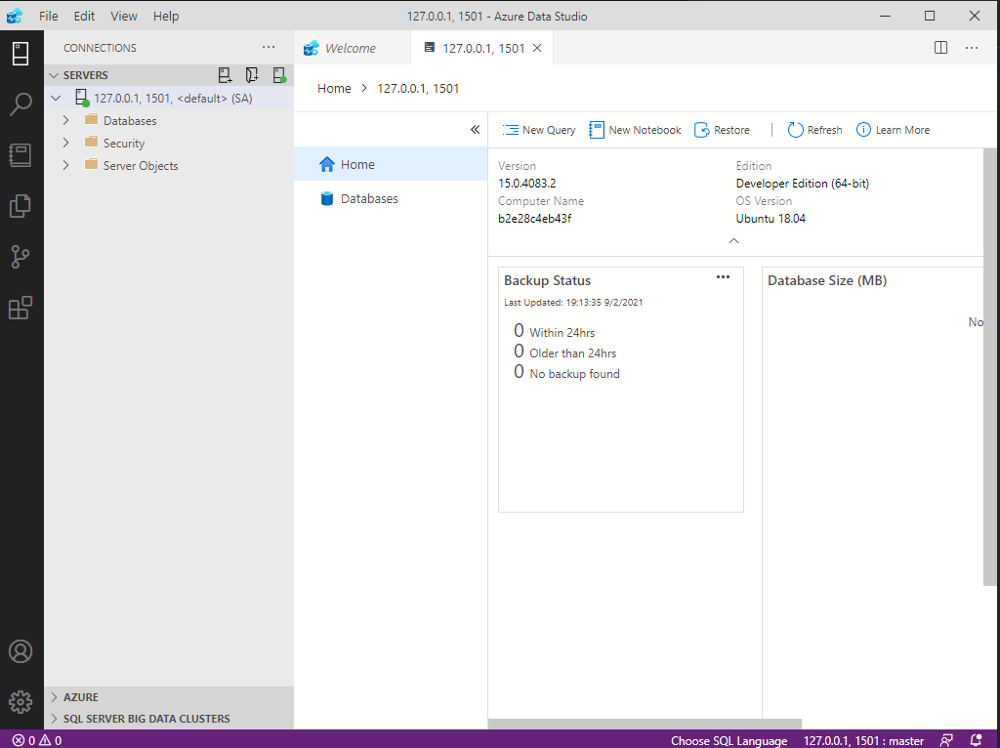 File Edit View Help 127.0.0.1, 1501 - Azure Data Studio
CONNECTIONS
SERVERS
127.0.0.1, 1501, <default> (SA)
Databases
Security
Server Objects
AZURE
SQL SERVER BIG DATA CLUSTERS
Welcome 127.0.0.1, 1501
Home > 127.0.0.1, 1501
Home
Databases
New Query New Notebook Restore | Refresh Learn More
Version Edition
15.0.4083.2 Developer Edition (64-bit)
Computer Name OS Version
b2e28c4eb43f Ubuntu 18.04
Backup Status
Last Updated: 19:13:35 9/2/2021
0 Within 24hrs
0 Older than 24hrs
0 No backup found
Database Size (MB)
No
0 0 Choose SQL Language 127.0.0.1, 1501 : master